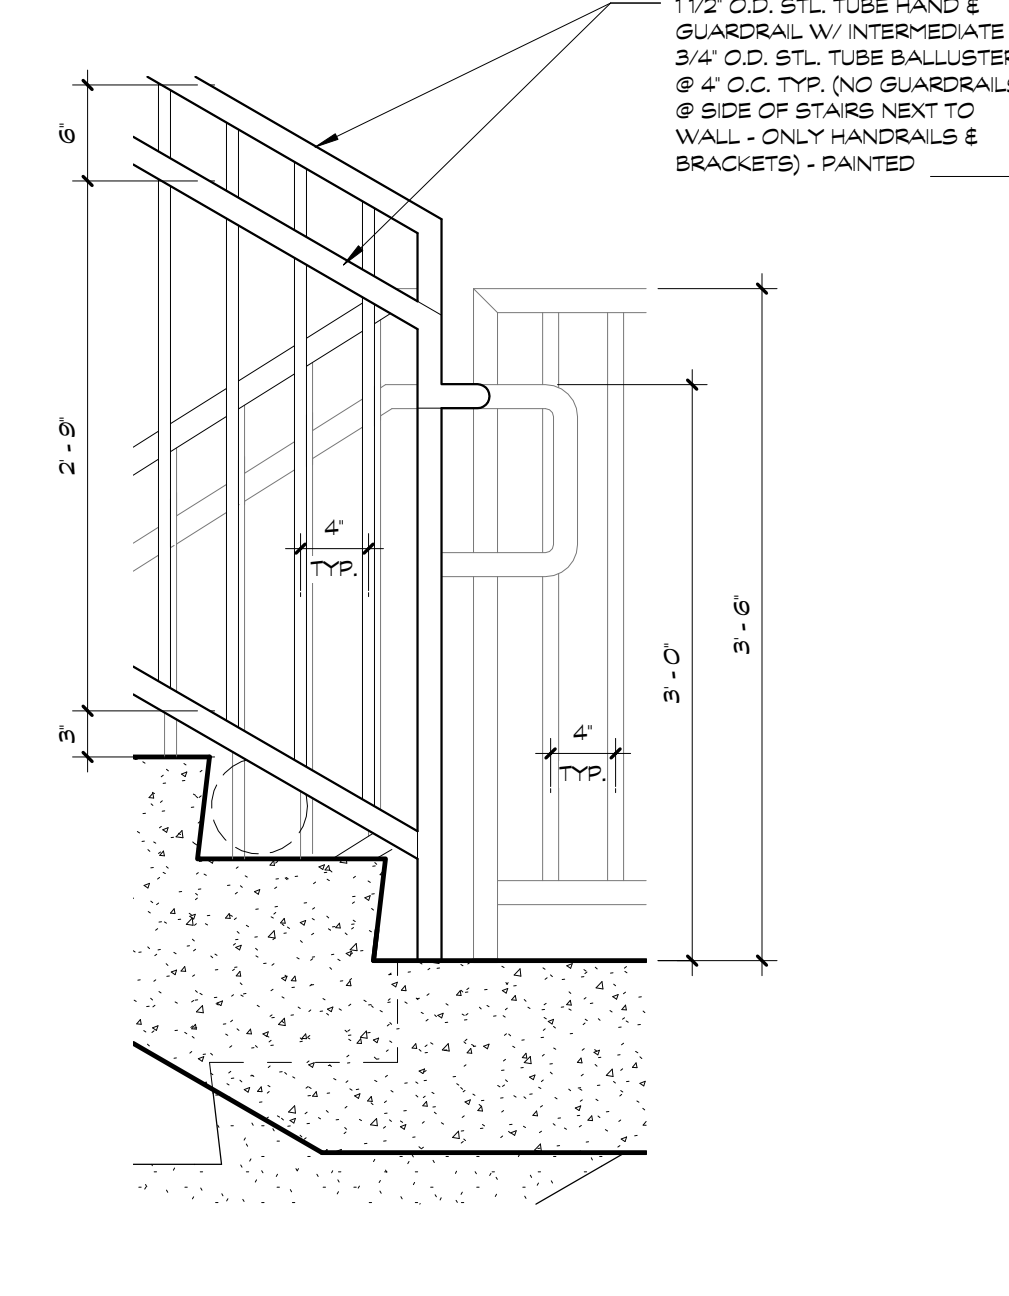 1 1/2" O.D. STL. TUBE HAND &
GUARDRAIL W/ INTERMEDIATE
3/4" O.D. STL. TUBE BALLUSTER
@ 4" O.C. TYP. (NO GUARDRAILS
@ SIDE OF STAIRS NEXT TO
WALL - ONLY HANDRAILS &
BRACKETS) - PAINTED
6"
2' - 9"
3"
4"
TYP.
4"
TYP.
3' - 0"
3' - 6"